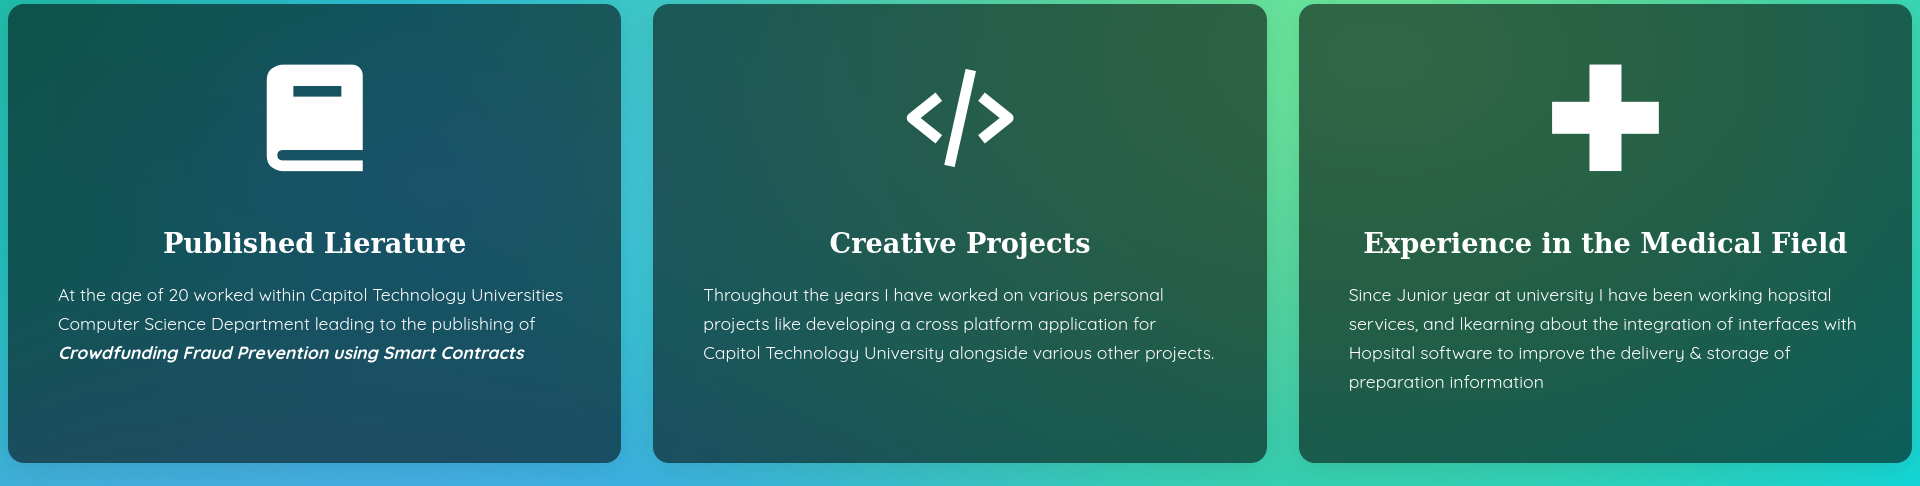 Published Lierature
At the age of 20 worked within Capitol Technology Universities
Computer Science Department leading to the publishing of
Crowdfunding Fraud Prevention using Smart Contracts
Creative Projects
Throughout the years I have worked on various personal
projects like developing a cross platform application for
Capitol Technology University alongside various other projects.
Experience in the Medical Field
Since Junior year at university I have been working hopsital
services, and lkearning about the integration of interfaces with
Hopsital software to improve the delivery & storage of
preparation information